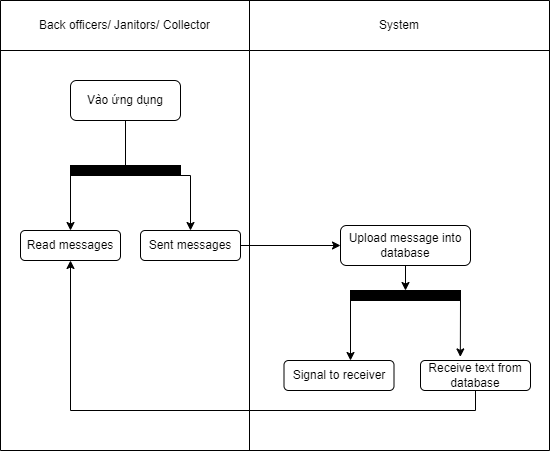 Back officers/ Janitors/ Collector
System
Vào ứng dụng
Read messages
Sent messages
Upload message into
database
Signal to receiver
Receive text from
database